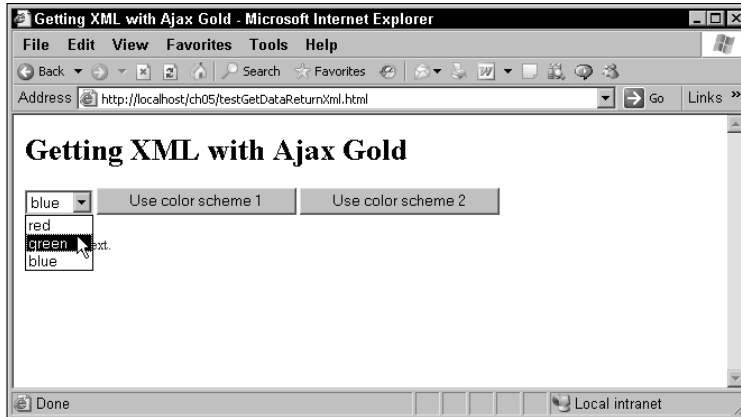 Getting XML with Ajax Gold - Microsoft Internet Explorer
File Edit View Favorites Tools Help
Back Search Favorites
Address http://localhost/ch05/testGetDataReturnXml.html Go Links »
Getting XML with Ajax Gold
blue Use color scheme 1 Use color scheme 2
red
green
blue
Done Local intranet